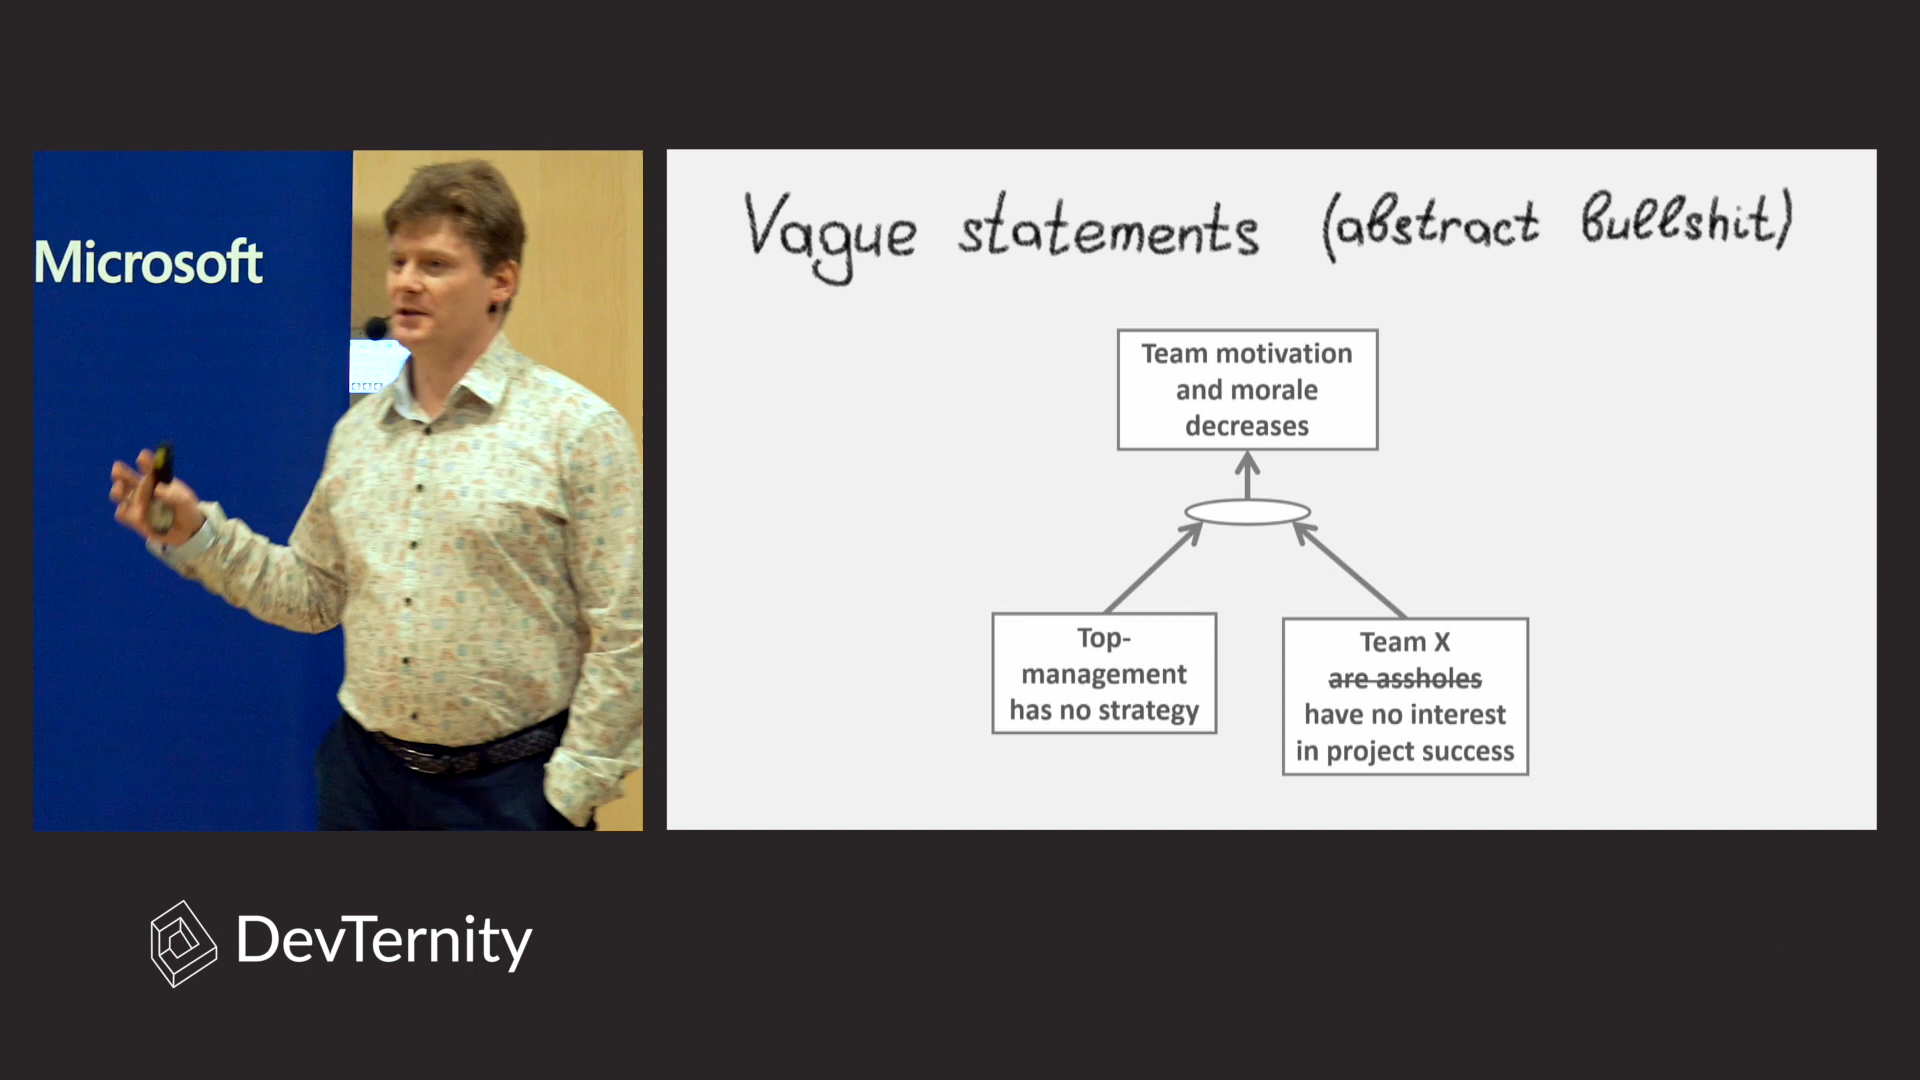 Microsoft
Vague statements (abstract bullshit)
Team motivation
and morale
decreases
Top-
management
has no strategy
Team X
are assholes
have no interest
in project success
DevTernity